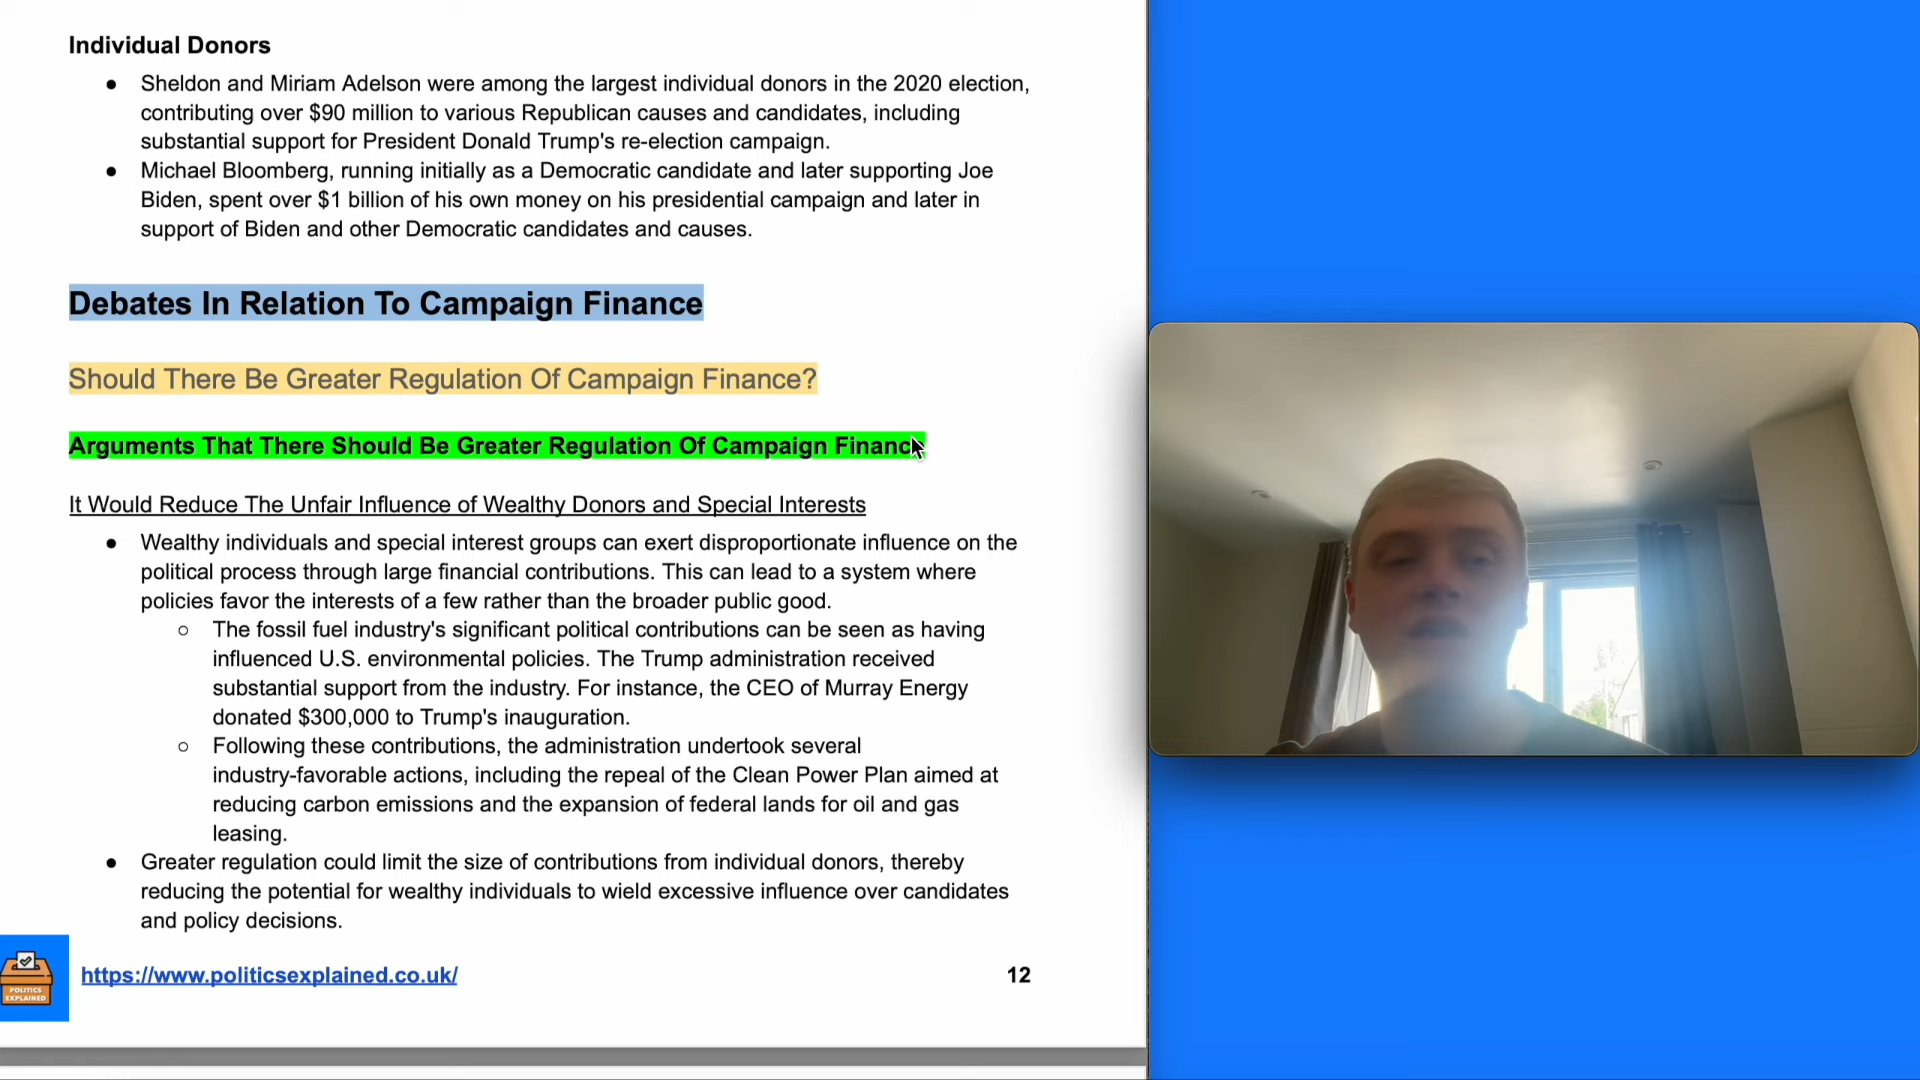 Individual Donors
● Sheldon and Miriam Adelson were among the largest individual donors in the 2020 election,
contributing over $90 million to various Republican causes and candidates, including
substantial support for President Donald Trump's re-election campaign.
● Michael Bloomberg, running initially as a Democratic candidate and later supporting Joe
Biden, spent over $1 billion of his own money on his presidential campaign and later in
support of Biden and other Democratic candidates and causes.
Debates In Relation To Campaign Finance
Should There Be Greater Regulation Of Campaign Finance?
Arguments That There Should Be Greater Regulation Of Campaign Finance
It Would Reduce The Unfair Influence of Wealthy Donors and Special Interests
● Wealthy individuals and special interest groups can exert disproportionate influence on the
political process through large financial contributions. This can lead to a system where
policies favor the interests of a few rather than the broader public good.
○ The fossil fuel industry's significant political contributions can be seen as having
influenced U.S. environmental policies. The Trump administration received
substantial support from the industry. For instance, the CEO of Murray Energy
donated $300,000 to Trump's inauguration.
○ Following these contributions, the administration undertook several
industry-favorable actions, including the repeal of the Clean Power Plan aimed at
reducing carbon emissions and the expansion of federal lands for oil and gas
leasing.
● Greater regulation could limit the size of contributions from individual donors, thereby
reducing the potential for wealthy individuals to wield excessive influence over candidates
and policy decisions.
POLITICS
EXPLAINED
https://www.politicsexplained.co.uk/
12